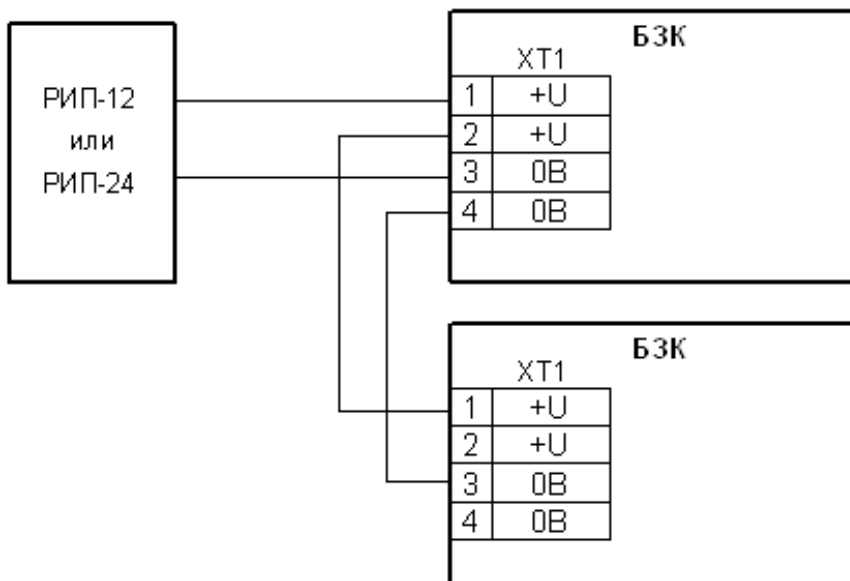 РИП-12
или
РИП-24
БЗК
XT1
1 +U
2 +U
3 0В
4 0В
БЗК
XT1
1 +U
2 +U
3 0В
4 0В